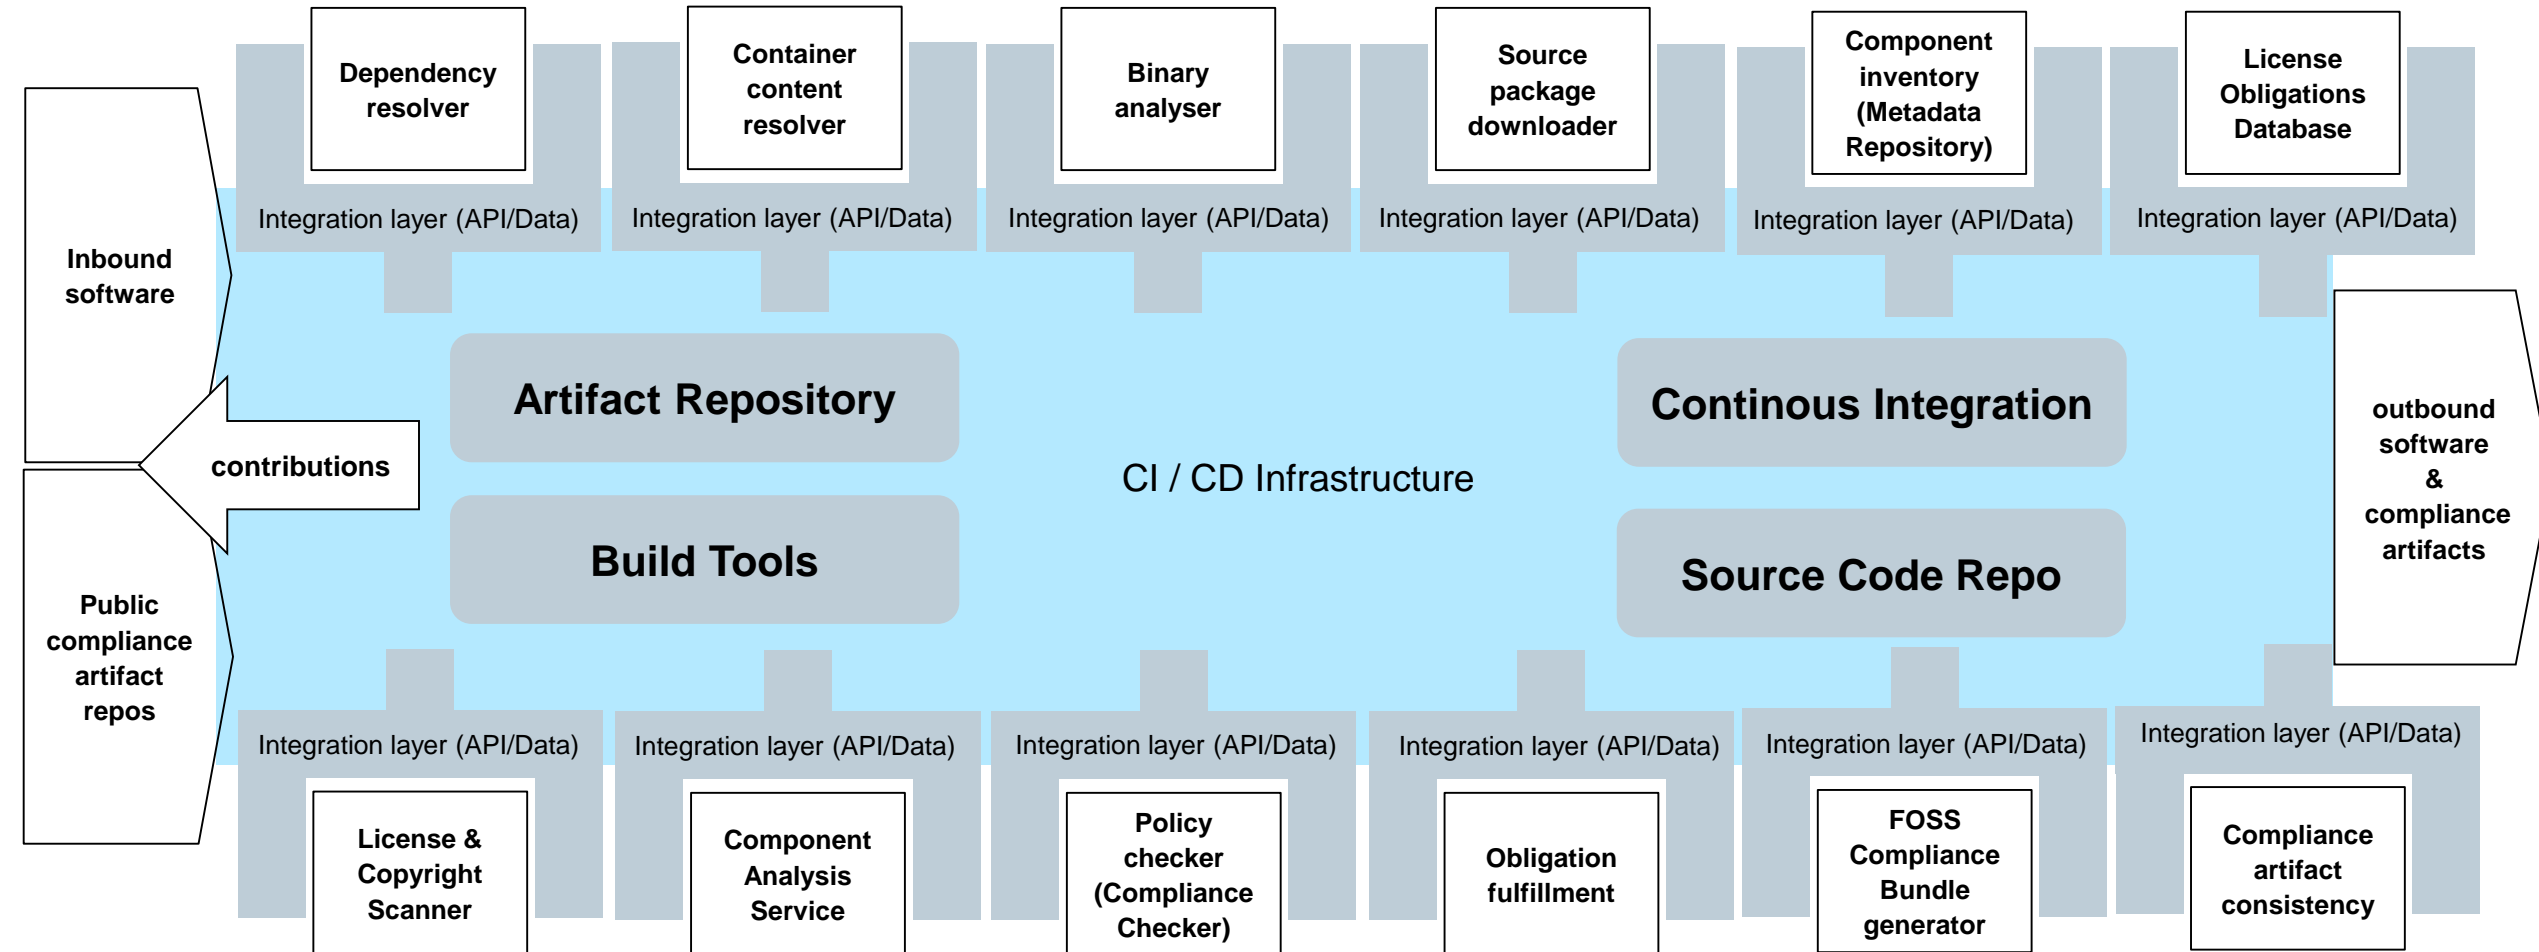 Dependency
resolver
Container
content
resolver
Binary
analyser
Source
package
downloader
Component
inventory
(Metadada
Repository)
License
Obligations
Database
Integration layer (API/Data)
Integration layer (API/Data)
Integration layer (API/Data)
Integration layer (API/Data)
Integration layer (API/Data)
Integration layer (API/Data)
Inbound
software
contributions
Public
compliance
artifact
repos
Artifact Repository
Build Tools
CI / CD Infrastructure
Continous Integration
Source Code Repo
outbound
software
&
compliance
artifacts
Integration layer (API/Data)
Integration layer (API/Data)
Integration layer (API/Data)
Integration layer (API/Data)
Integration layer (API/Data)
Integration layer (API/Data)
License &
Copyright
Scanner
Component
Analysis
Service
Policy
checker
(Compliance
Checker)
Obligation
fulfillment
FOSS
Compliance
Bundle
generator
Compliance
artifact
consistency